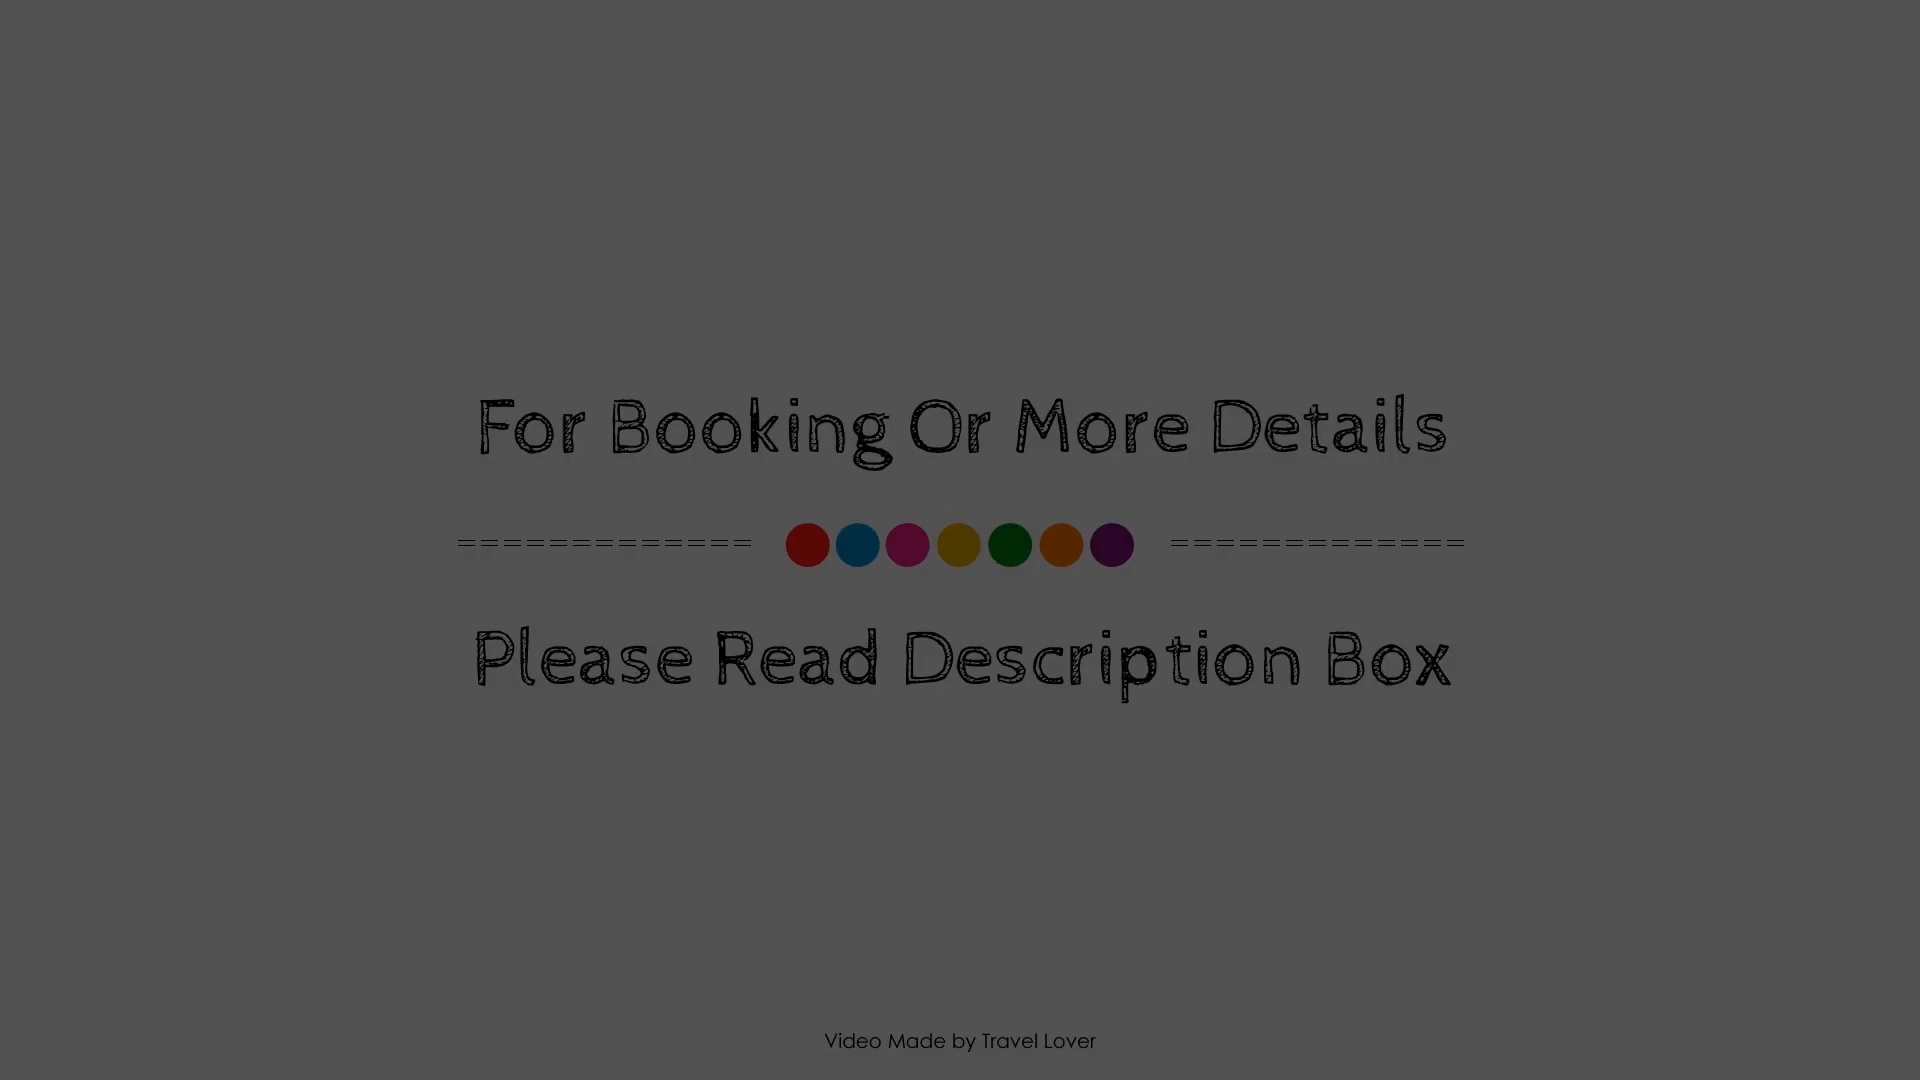 For Booking Or More Details
============= =============
Please Read Description Box
Video Made by Travel Lover